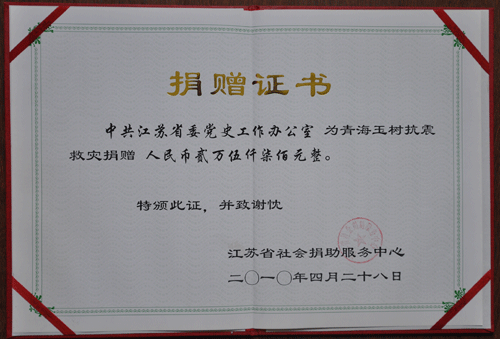 捐赠证书
中共江苏省委党史工作办公室 为青海玉树抗震
救灾捐赠 人民币贰万伍仟柒佰元整。
特颁此证，并致谢忱
江苏省社会捐助服务中心
二〇一〇年四月二十八日